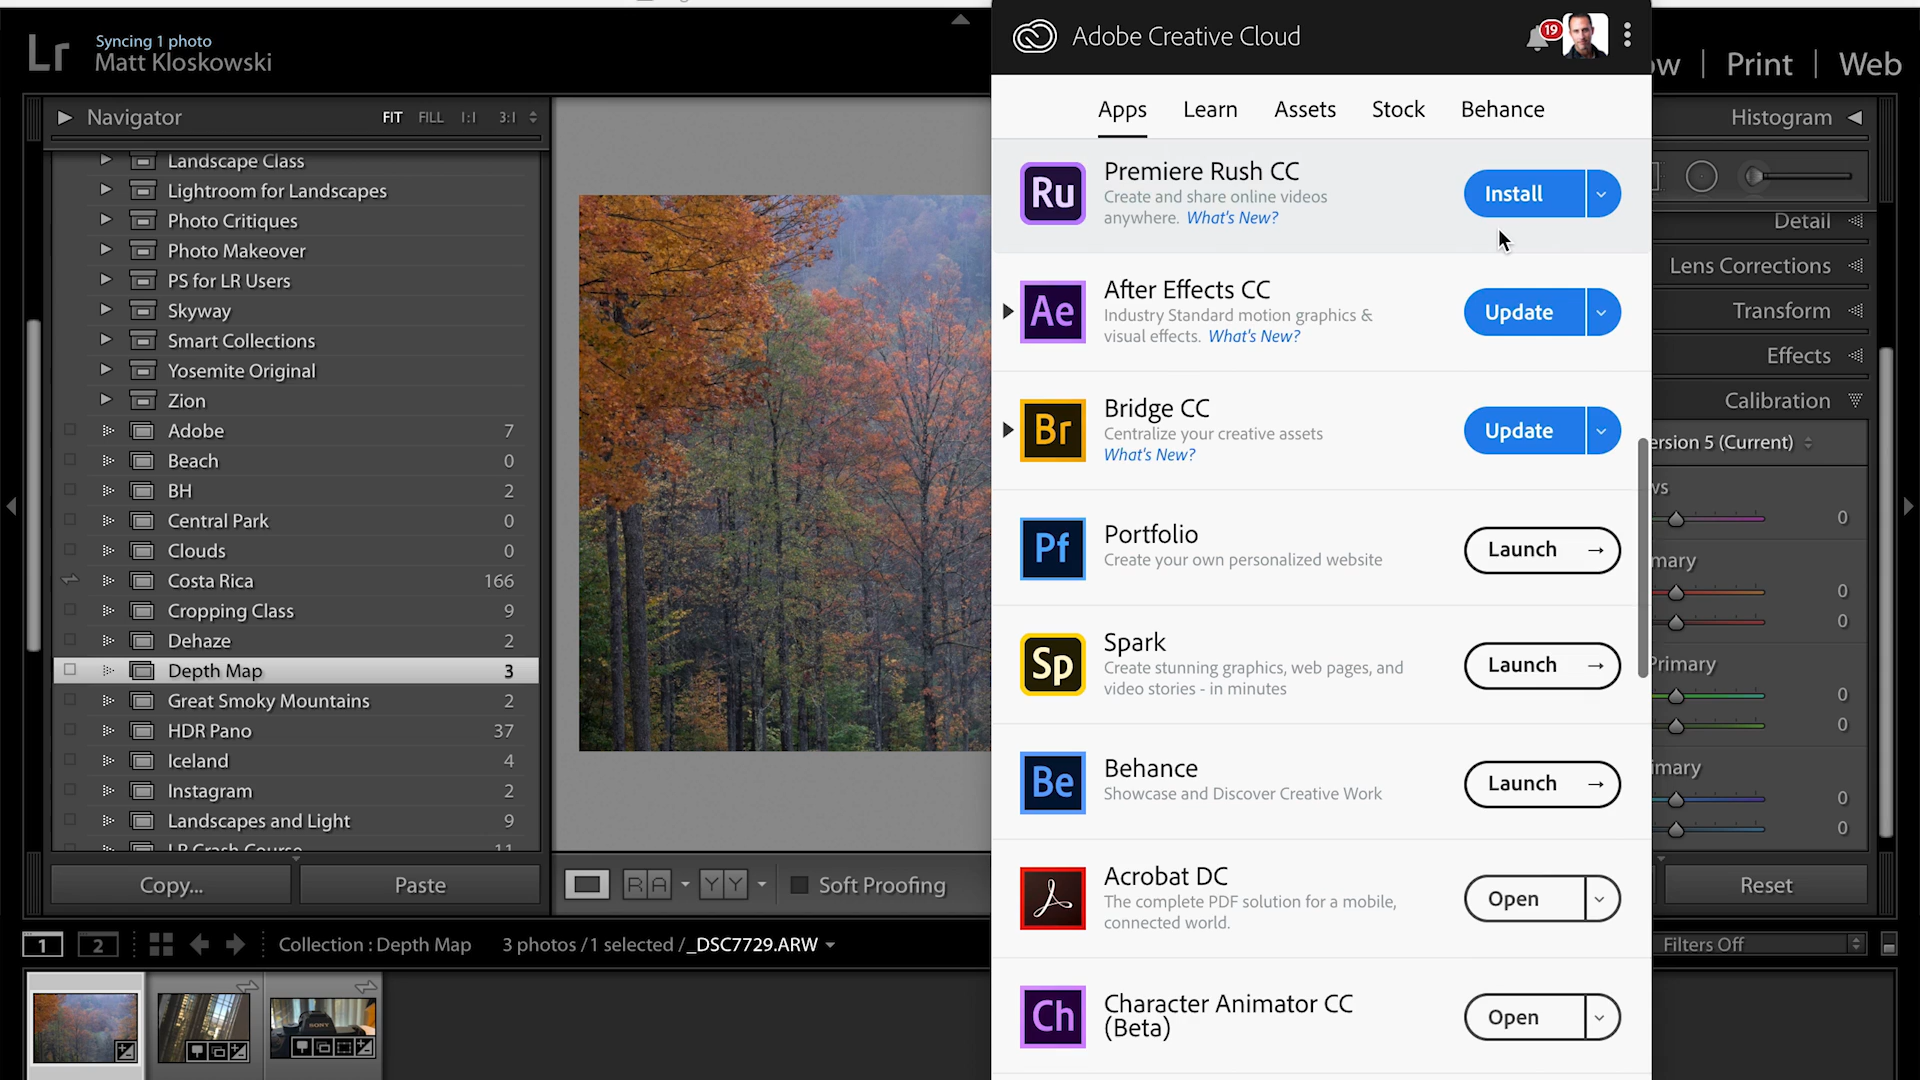 Lr
Syncing 1 photo
Matt Kloskowski
Navigator
FIT FILL 1:1 3:1
Landscape Class
Lightroom for Landscapes
Photo Critiques
Photo Makeover
PS for LR Users
Skyway
Smart Collections
Yosemite Original
Zion
Adobe 7
Beach 0
BH 2
Central Park 0
Clouds 0
Costa Rica 166
Cropping Class 9
Dehaze 2
Depth Map 3
Great Smoky Mountains 2
HDR Pano 37
Iceland 4
Instagram 2
Landscapes and Light 9
LR Crash Course 11
Copy... Paste
R A Y Y Soft Proofing
Adobe Creative Cloud
19
Apps Learn Assets Stock Behance
Ru
Premiere Rush CC
Create and share online videos
anywhere. What's New?
Install
Ae
After Effects CC
Industry Standard motion graphics &
visual effects. What's New?
Update
Br
Bridge CC
Centralize your creative assets
What's New?
Update
Pf
Portfolio
Create your own personalized website
Launch →
Sp
Spark
Create stunning graphics, web pages, and
video stories - in minutes
Launch →
Be
Behance
Showcase and Discover Creative Work
Launch →
Acrobat DC
The complete PDF solution for a mobile,
connected world.
Open
Ch
Character Animator CC
(Beta)
Open
ow | Print | Web
Histogram
Detail
Lens Corrections
Transform
Effects
Calibration
ersion 5 (Current)
ws
0
mary
0
0
Primary
0
0
imary
0
0
Reset
1 2 Collection : Depth Map 3 photos / 1 selected / _DSC7729.ARW
Filters Off
SONY